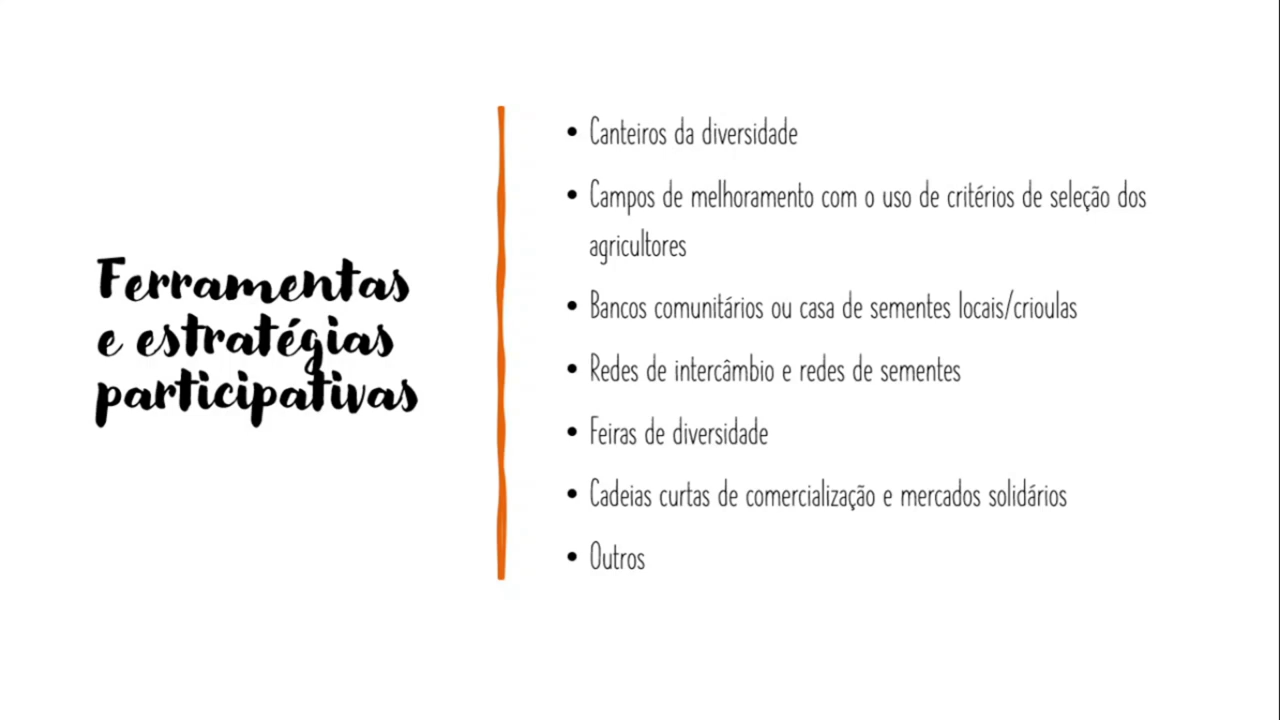 Ferramentas
e estratégias
participativas
• Canteiros da diversidade
• Campos de melhoramento com o uso de critérios de seleção dos
agricultores
• Bancos comunitários ou casa de sementes locais/crioulas
• Redes de intercâmbio e redes de sementes
• Feiras de diversidade
• Cadeias curtas de comercialização e mercados solidários
• Outros